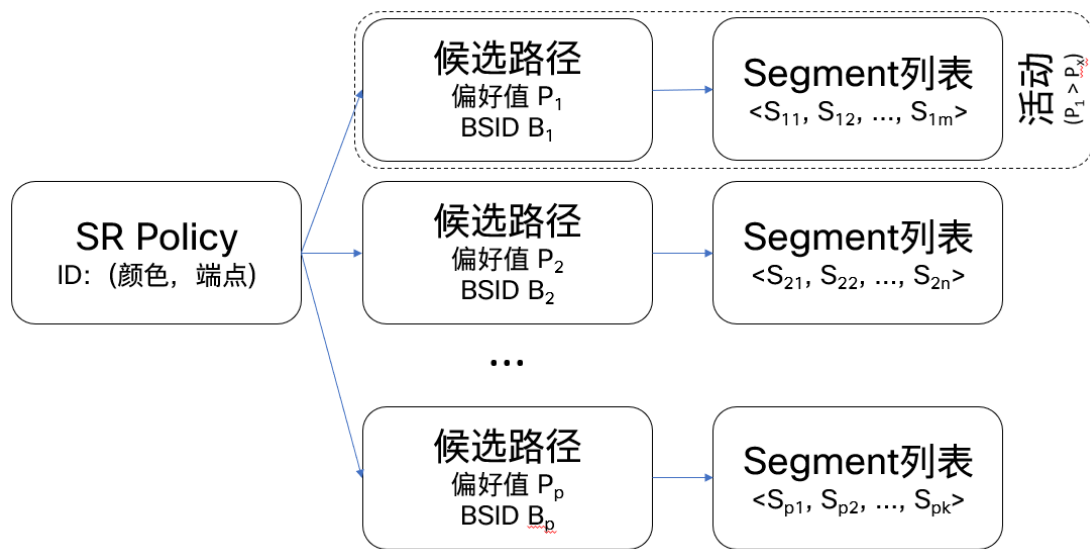 SR Policy
ID:（颜色，端点）
候选路径
偏好值 P₁
BSID B₁
Segment列表
<S₁₁, S₁₂, ..., S₁ₘ>
活动
(P₁ > Pₓ)
候选路径
偏好值 P₂
BSID B₂
Segment列表
<S₂₁, S₂₂, ..., S₂ₙ>
...
候选路径
偏好值 Pₚ
BSID Bₚ
Segment列表
<Sₚ₁, Sₚ₂, ..., Sₚₖ>